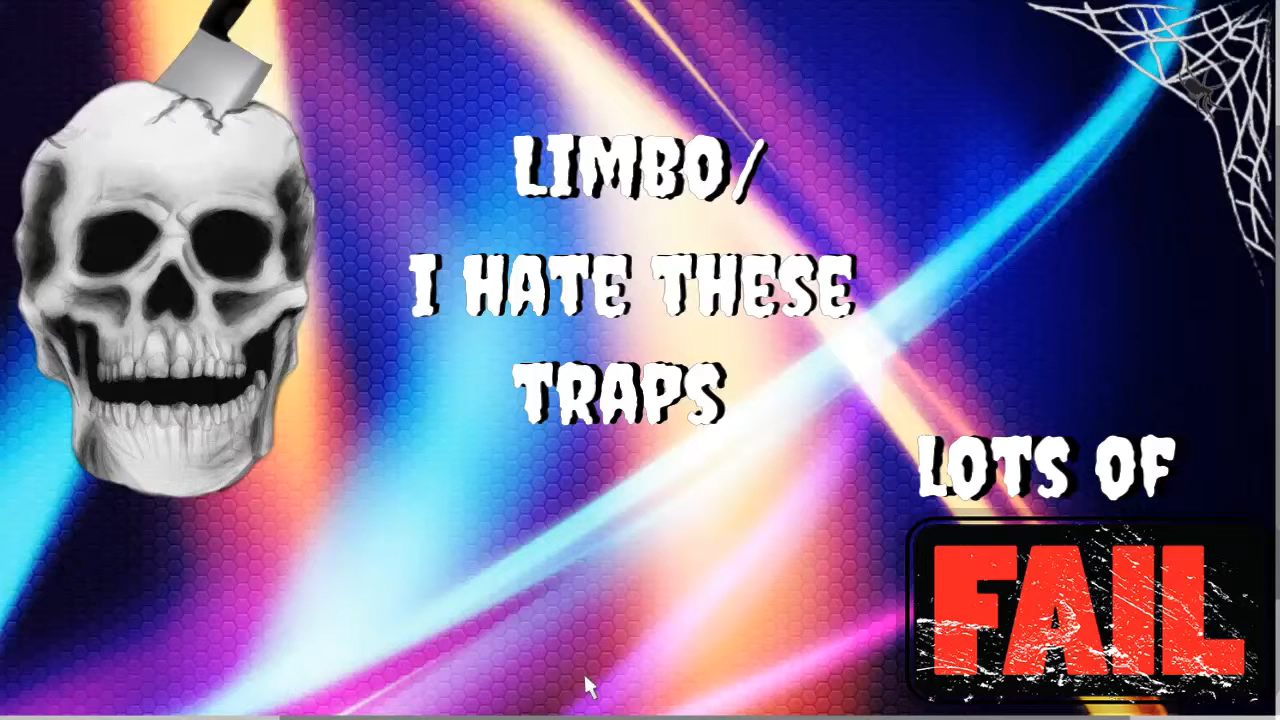 LIMBO/
I HATE THESE
TRAPS
LOTS OF
FAIL